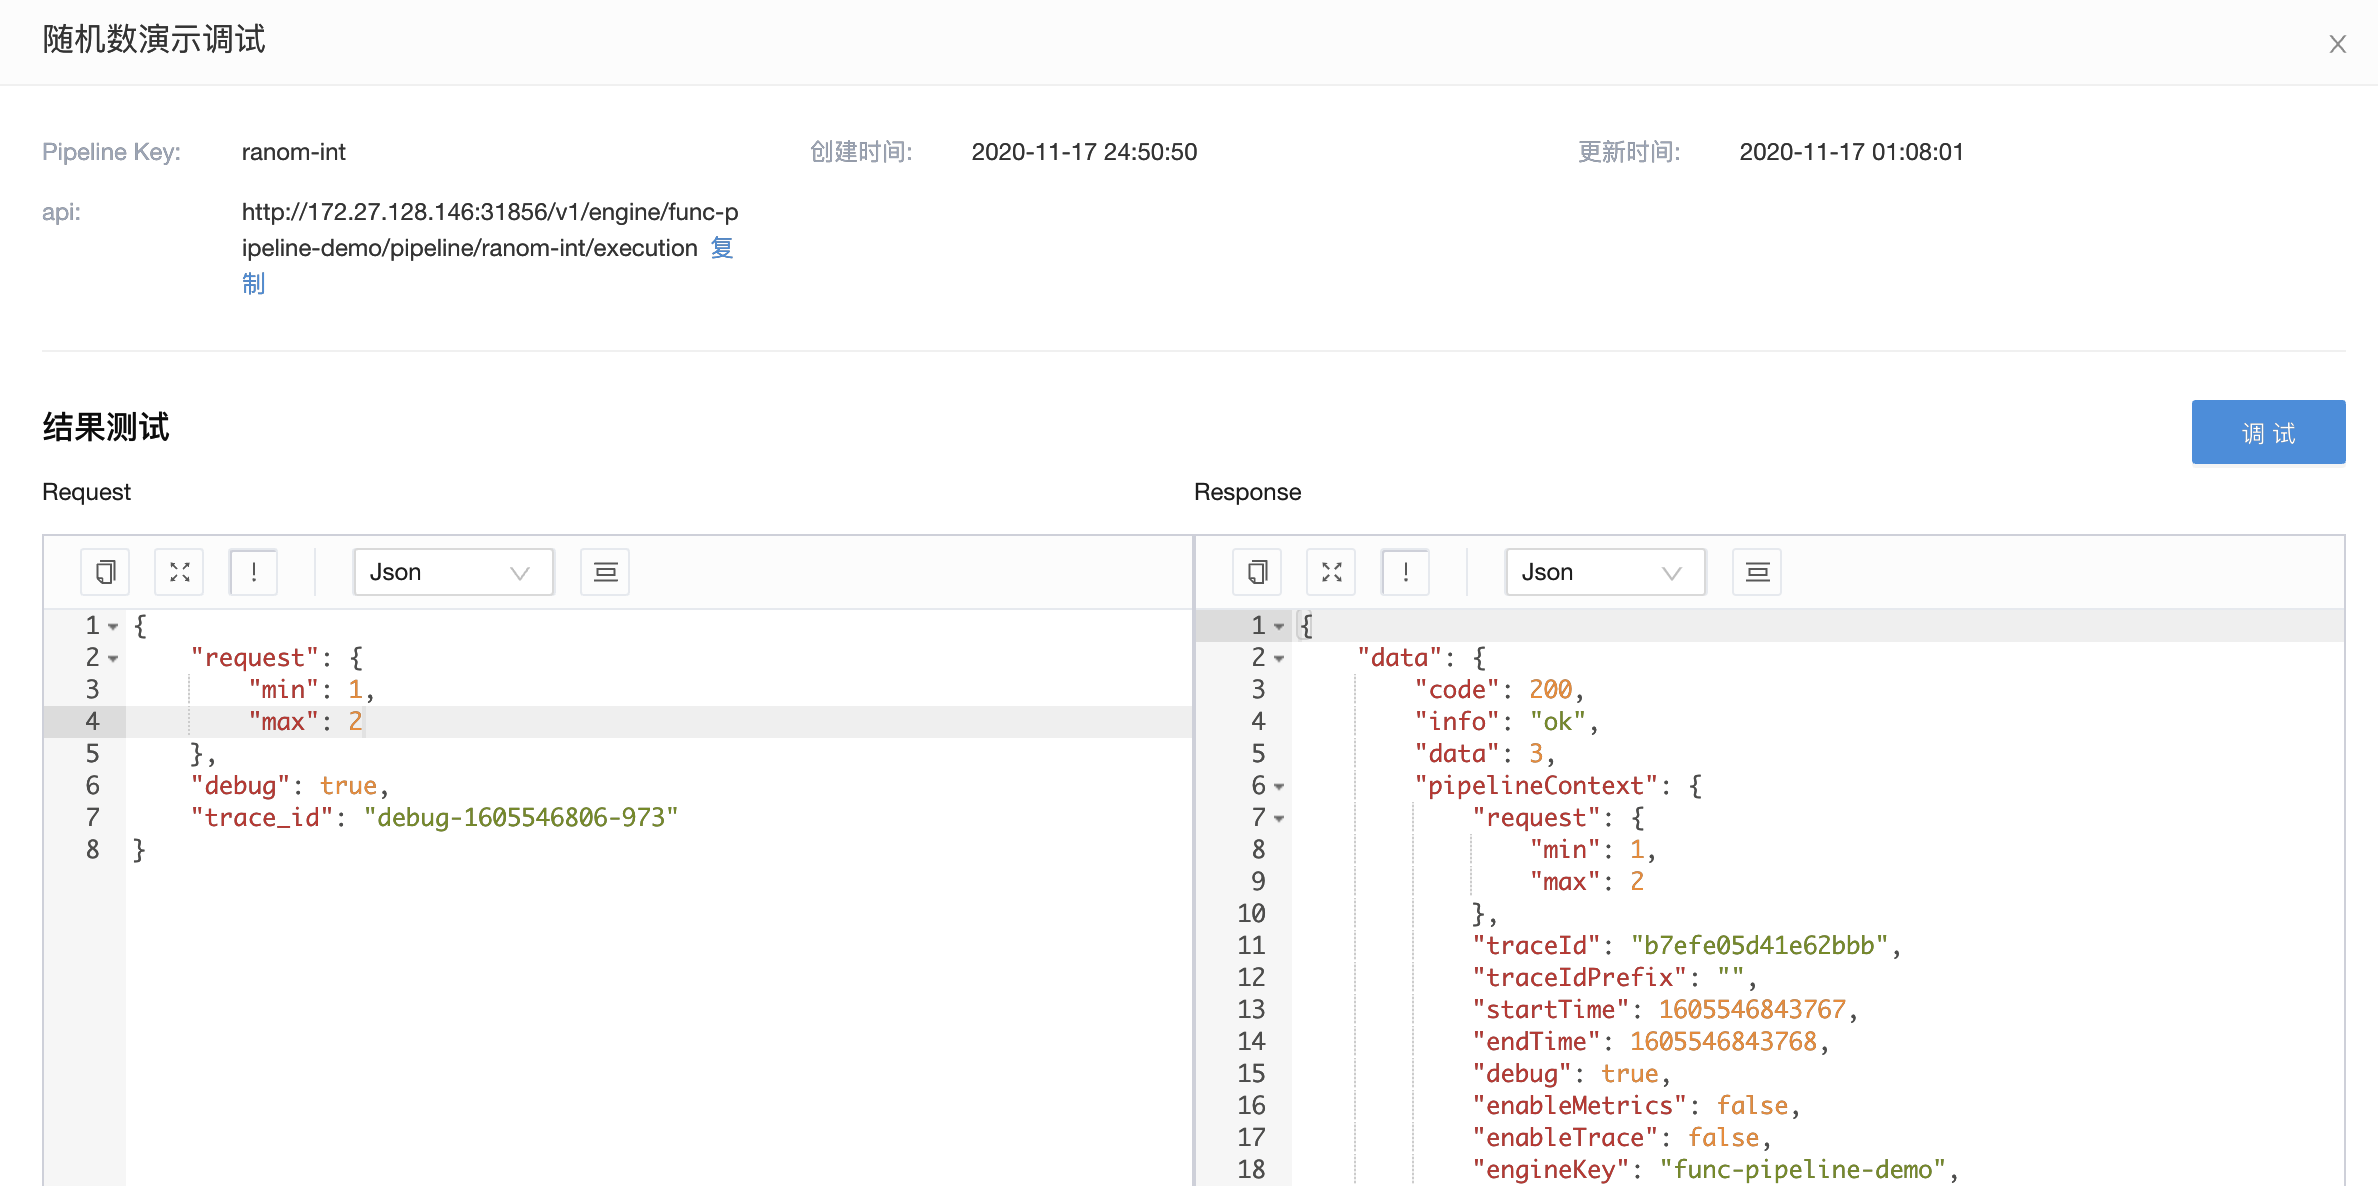 随机数演示调试
Pipeline Key: ranom-int 创建时间: 2020-11-17 24:50:50 更新时间: 2020-11-17 01:08:01
api: http://172.27.128.146:31856/v1/engine/func-p
ipeline-demo/pipeline/ranom-int/execution 复
制
结果测试
调 试
Request
Json
1 {
2 "request": {
3 "min": 1,
4 "max": 2
5 },
6 "debug": true,
7 "trace_id": "debug-1605546806-973"
8 }
Response
Json
1 {
2 "data": {
3 "code": 200,
4 "info": "ok",
5 "data": 3,
6 "pipelineContext": {
7 "request": {
8 "min": 1,
9 "max": 2
10 },
11 "traceId": "b7efe05d41e62bbb",
12 "traceIdPrefix": "",
13 "startTime": 1605546843767,
14 "endTime": 1605546843768,
15 "debug": true,
16 "enableMetrics": false,
17 "enableTrace": false,
18 "engineKey": "func-pipeline-demo",